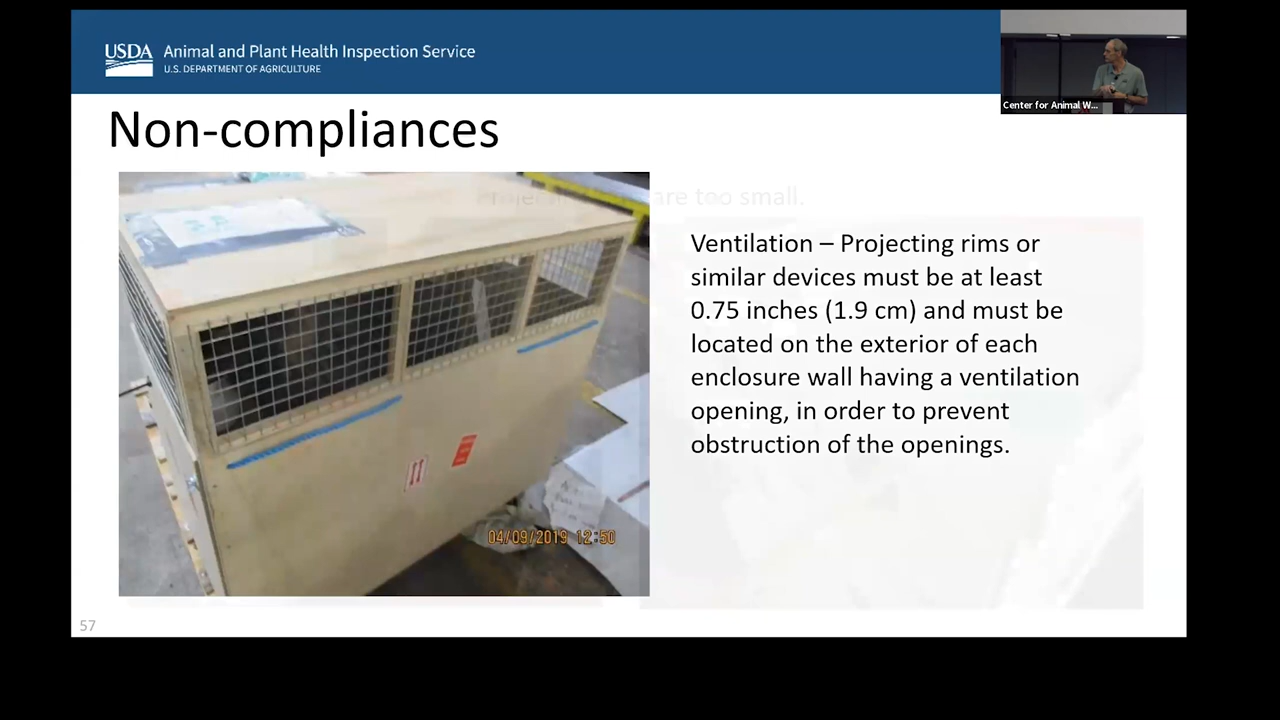 USDA Animal and Plant Health Inspection Service
U.S. DEPARTMENT OF AGRICULTURE
Center for Animal W...
Non-compliances
are too small.
Ventilation – Projecting rims or
similar devices must be at least
0.75 inches (1.9 cm) and must be
located on the exterior of each
enclosure wall having a ventilation
opening, in order to prevent
obstruction of the openings.
04/09/2019 12:50
57